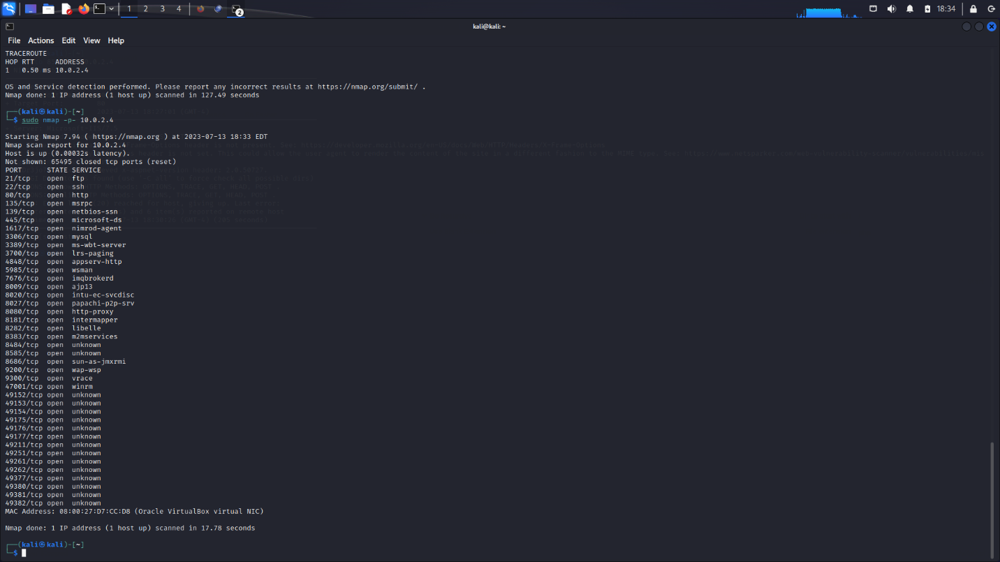 1 2 3 4 2 18:34
kali@kali: ~
File Actions Edit View Help
TRACEROUTE
HOP RTT ADDRESS
1 0.50 ms 10.0.2.4
OS and Service detection performed. Please report any incorrect results at https://nmap.org/submit/ .
Nmap done: 1 IP address (1 host up) scanned in 127.49 seconds
┌──(kali㉿kali)-[~]
└─$ sudo nmap -p- 10.0.2.4
Starting Nmap 7.94 ( https://nmap.org ) at 2023-07-13 18:33 EDT
Nmap scan report for 10.0.2.4
Host is up (0.00032s latency).
Not shown: 65495 closed tcp ports (reset)
PORT STATE SERVICE
21/tcp open ftp
22/tcp open ssh
80/tcp open http
135/tcp open msrpc
139/tcp open netbios-ssn
445/tcp open microsoft-ds
1617/tcp open nimrod-agent
3306/tcp open mysql
3389/tcp open ms-wbt-server
3700/tcp open lrs-paging
4848/tcp open appserv-http
5985/tcp open wsman
7676/tcp open imqbrokerd
8009/tcp open ajp13
8020/tcp open intu-ec-svcdisc
8027/tcp open papachi-p2p-srv
8080/tcp open http-proxy
8181/tcp open intermapper
8282/tcp open libelle
8383/tcp open m2mservices
8484/tcp open unknown
8585/tcp open unknown
8686/tcp open sun-as-jmxrmi
9200/tcp open wap-wsp
9300/tcp open vrace
47001/tcp open winrm
49152/tcp open unknown
49153/tcp open unknown
49154/tcp open unknown
49175/tcp open unknown
49176/tcp open unknown
49177/tcp open unknown
49211/tcp open unknown
49251/tcp open unknown
49261/tcp open unknown
49262/tcp open unknown
49377/tcp open unknown
49380/tcp open unknown
49381/tcp open unknown
49382/tcp open unknown
MAC Address: 08:00:27:D7:CC:D8 (Oracle VirtualBox virtual NIC)
Nmap done: 1 IP address (1 host up) scanned in 17.78 seconds
┌──(kali㉿kali)-[~]
└─$